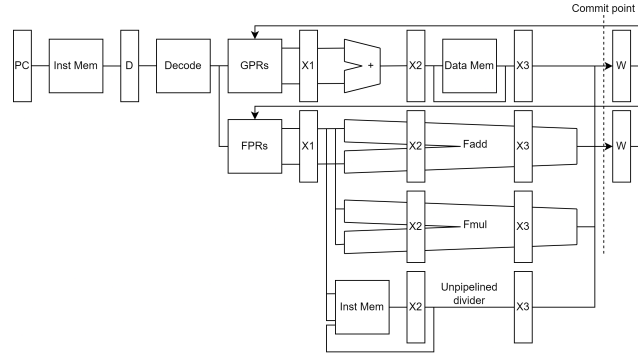 Commit point
PC
Inst Mem
D
Decode
GPRs
X1
+
X2
Data Mem
X3
W
FPRs
X1
X2
Fadd
X3
W
X2
Fmul
X3
Inst Mem
X2
Unpipelined
divider
X3